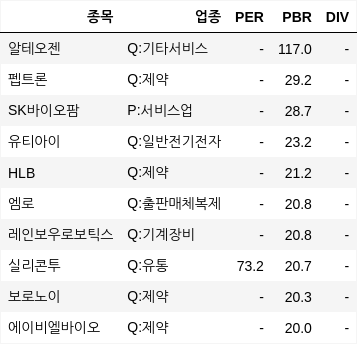 종목 업종 PER PBR DIV
알테오젠 Q:기타서비스 - 117.0 -
펩트론 Q:제약 - 29.2 -
SK바이오팜 P:서비스업 - 28.7 -
유티아이 Q:일반전기전자 - 23.2 -
HLB Q:제약 - 21.2 -
엠로 Q:출판매체복제 - 20.8 -
레인보우로보틱스 Q:기계장비 - 20.8 -
실리콘투 Q:유통 73.2 20.7 -
보로노이 Q:제약 - 20.3 -
에이비엘바이오 Q:제약 - 20.0 -